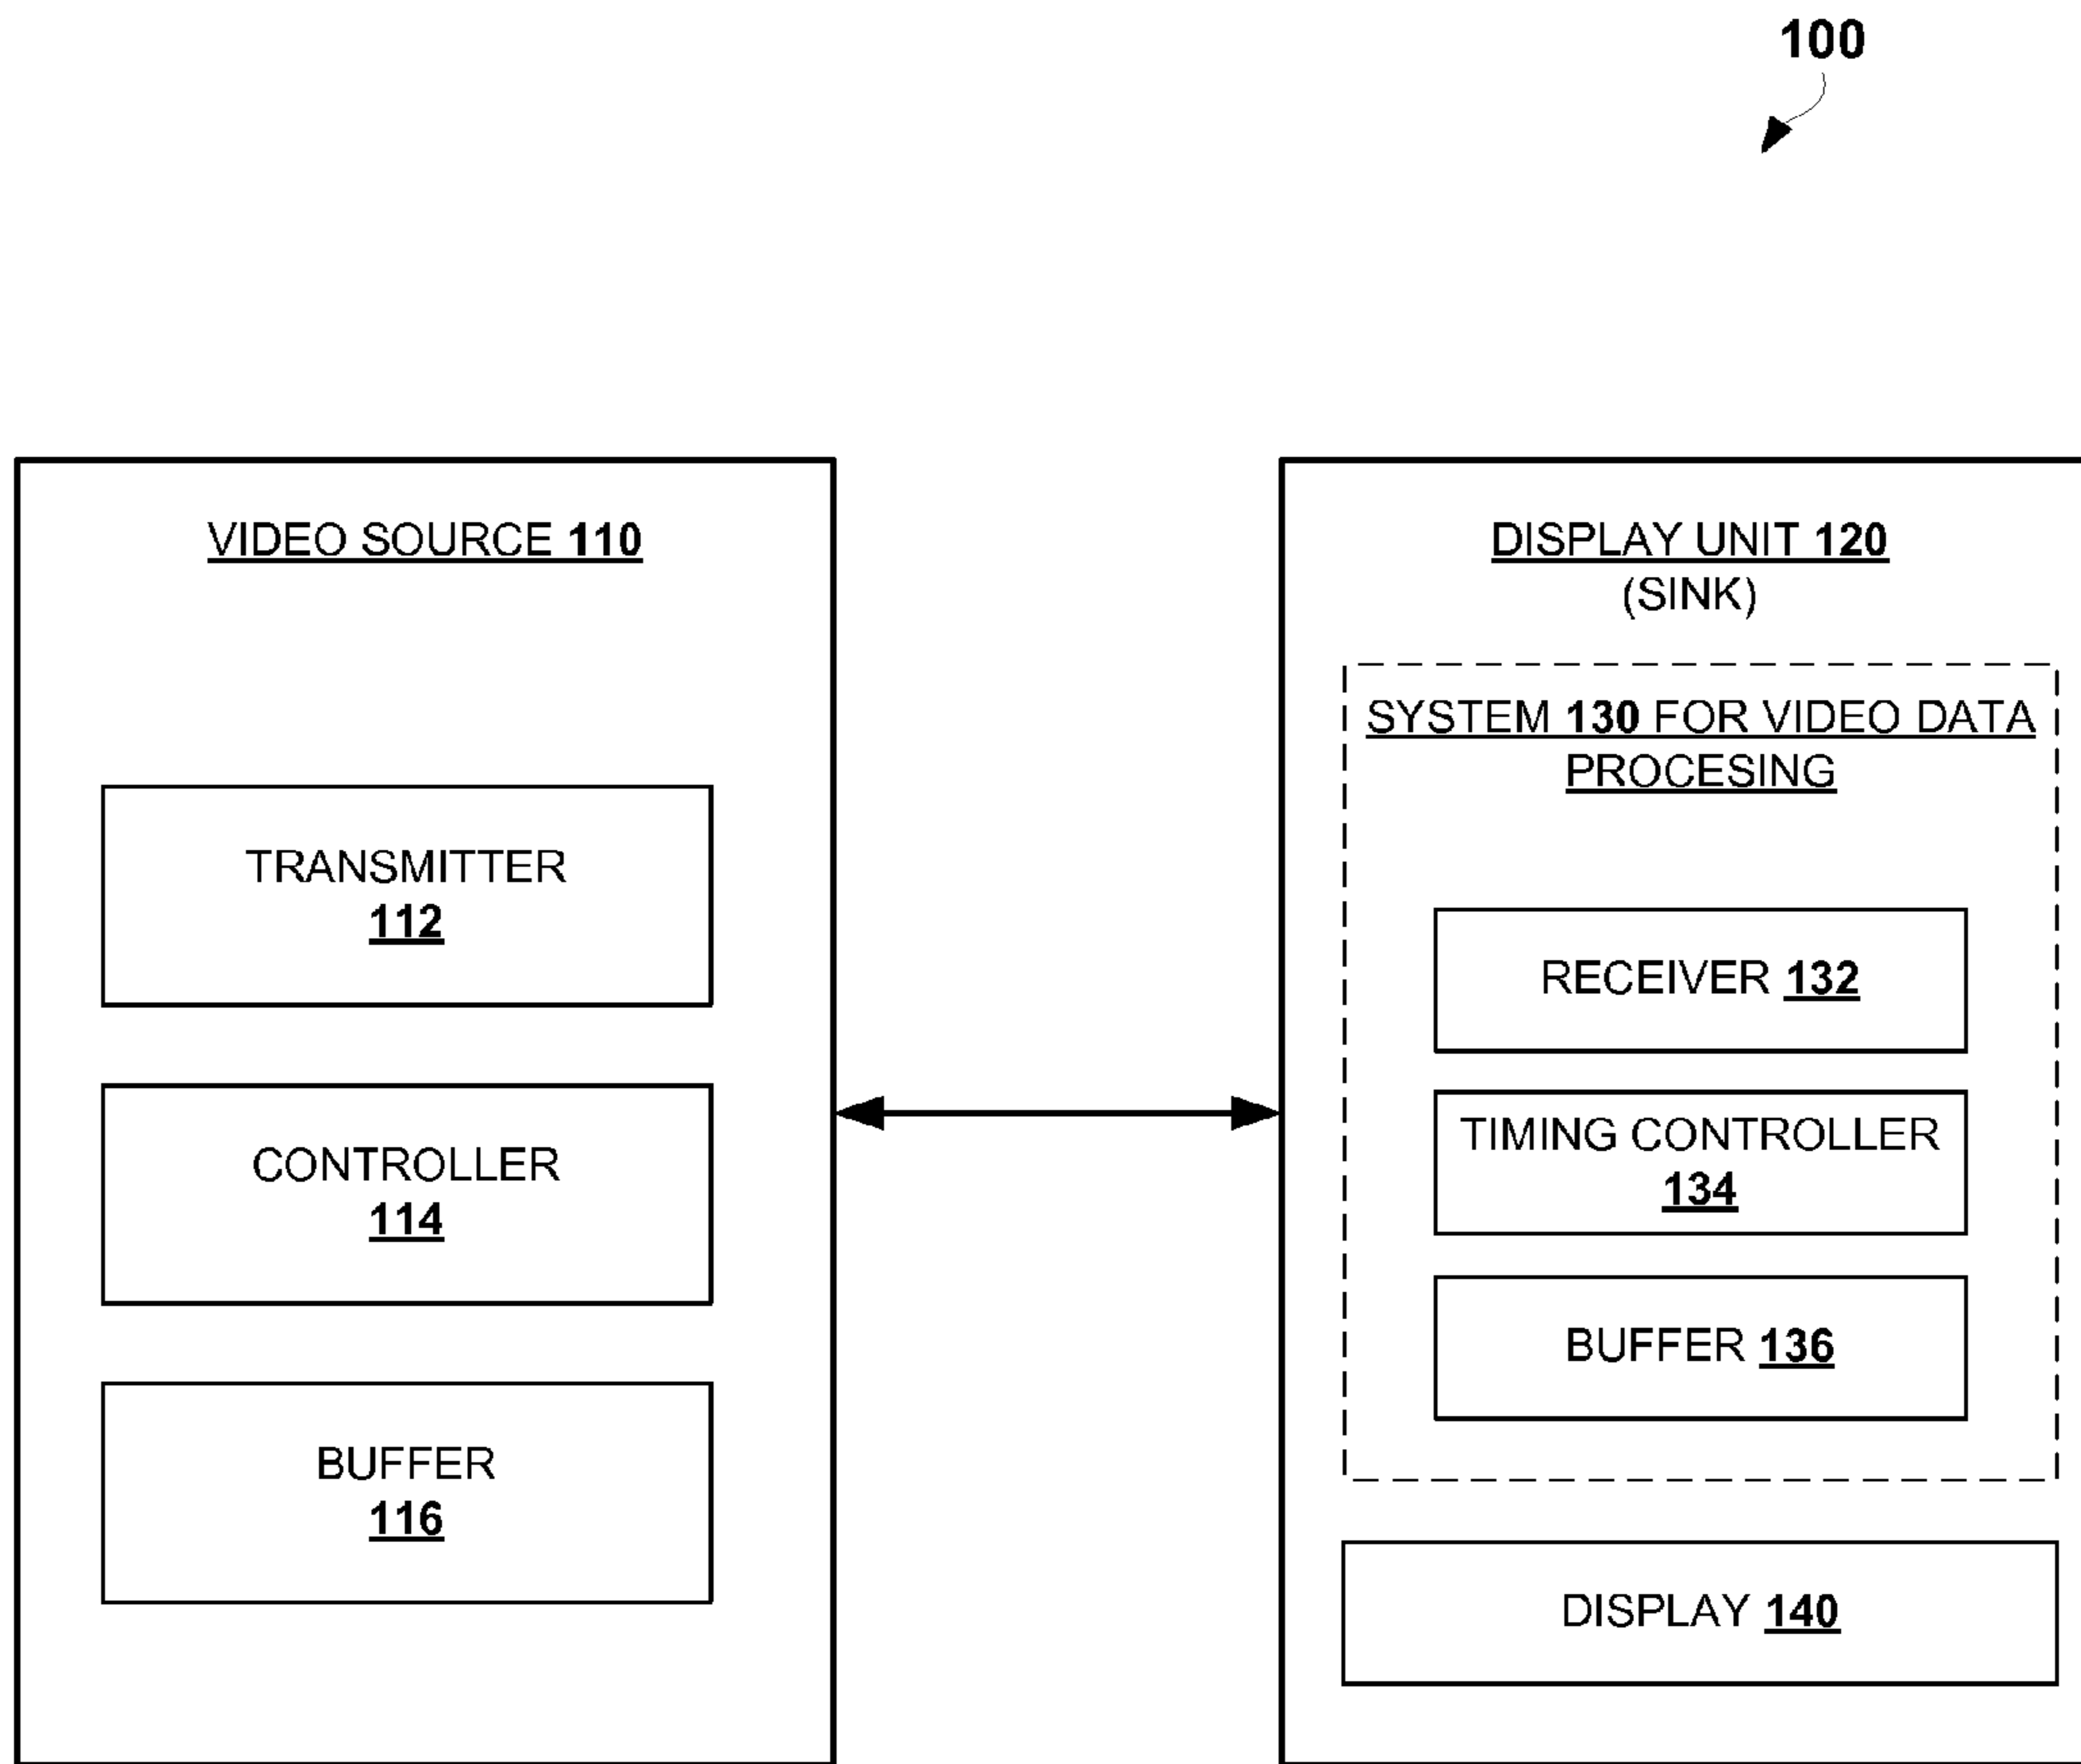 100
VIDEO SOURCE 110
TRANSMITTER
112
CONTROLLER
114
BUFFER
116
DISPLAY UNIT 120
(SINK)
SYSTEM 130 FOR VIDEO DATA
PROCESING
RECEIVER 132
TIMING CONTROLLER
134
BUFFER 136
DISPLAY 140